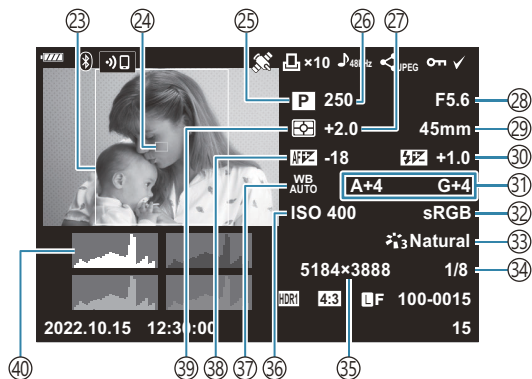 ㉓ ㉔ ㉕ ㉖ ㉗
×10 48kHz JPEG
P 250 F5.6 ㉘
+2.0 45mm ㉙
AF -18 +1.0 ㉚
WB AUTO A+4 G+4 ㉛
ISO 400 sRGB ㉜
3 Natural ㉝
5184×3888 1/8 ㉞
HDR1 4:3 L F 100-0015
2022.10.15 12:30:00 15
㊵ ㊴ ㊳ ㊲ ㊱ ㉟